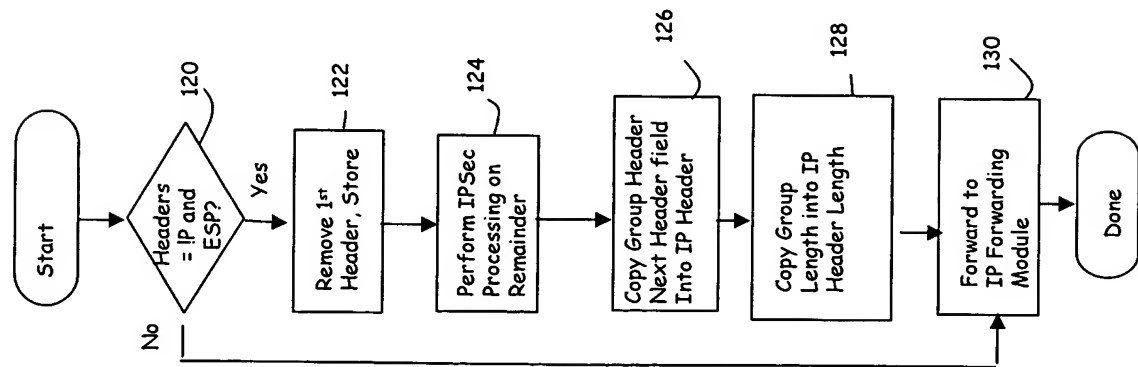 Start
Headers
= !P and
ESP?
120
Yes
No
Remove 1st
Header, Store
122
Perform IPSec
Processing on
Remainder
124
Copy Group Header
Next Header field
Into IP Header
126
Copy Group
Length into IP
Header Length
128
Forward to
IP Forwarding
Module
130
Done